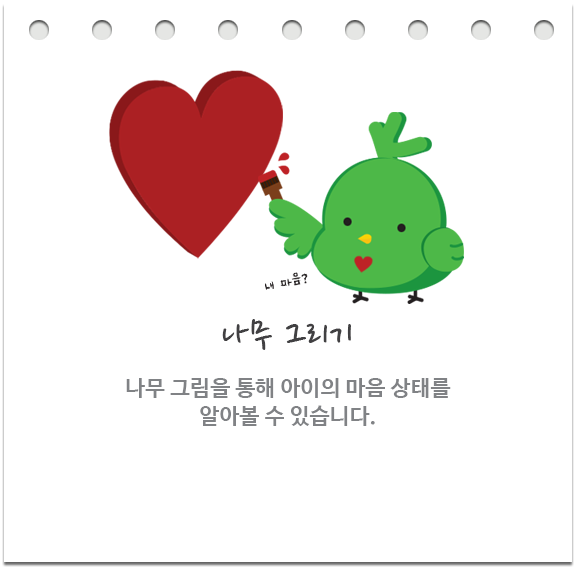 내 마음?
나무 그리기
나무 그림을 통해 아이의 마음 상태를
알아볼 수 있습니다.